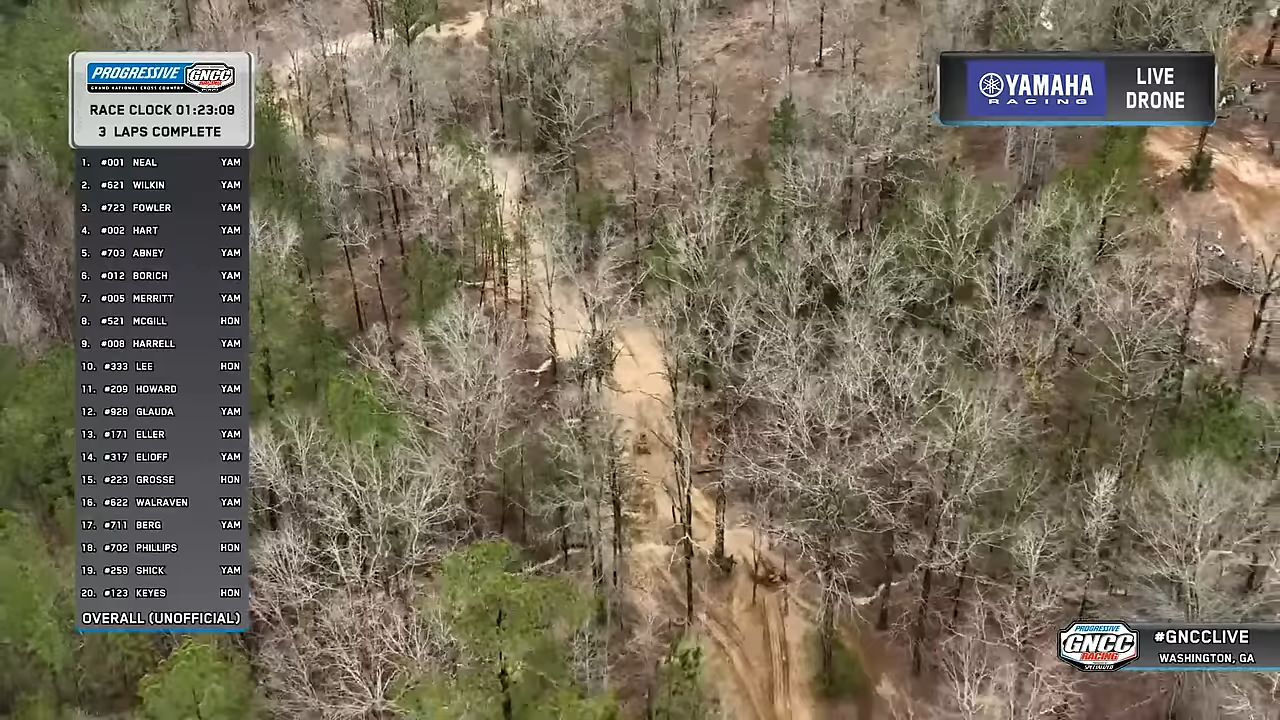 PROGRESSIVE GNCC
GRAND NATIONAL CROSS COUNTRY
RACE CLOCK 01:23:09
3 LAPS COMPLETE
1. #001 NEAL YAM
2. #621 WILKIN YAM
3. #723 FOWLER YAM
4. #002 HART YAM
5. #703 ABNEY YAM
6. #012 BORICH YAM
7. #005 MERRITT YAM
8. #521 MCGILL HON
9. #008 HARRELL YAM
10. #333 LEE HON
11. #209 HOWARD YAM
12. #928 GLAUDA YAM
13. #171 ELLER YAM
14. #317 ELIOFF YAM
15. #223 GROSSE HON
16. #622 WALRAVEN YAM
17. #711 BERG YAM
18. #702 PHILLIPS HON
19. #259 SHICK YAM
20. #123 KEYES HON
OVERALL (UNOFFICIAL)
YAMAHA
RACING
LIVE
DRONE
PROGRESSIVE
GNCC
RACING
SPECIALIZED
#GNCCLIVE
WASHINGTON, GA